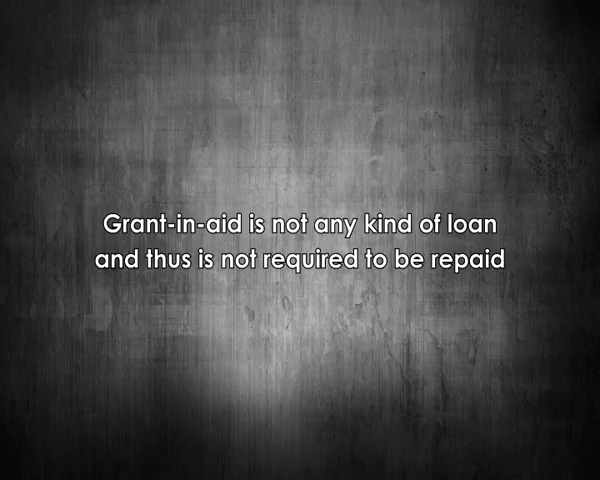 Grant-in-aid is not any kind of loan
and thus is not required to be repaid